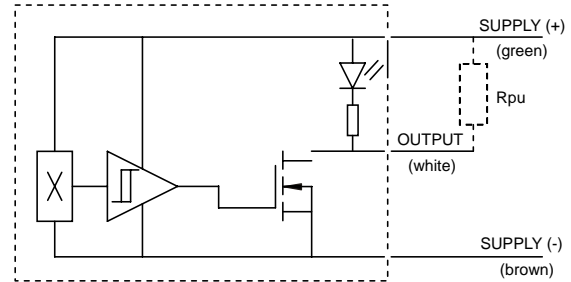 SUPPLY (+)
(green)
Rpu
OUTPUT
(white)
SUPPLY (-)
(brown)